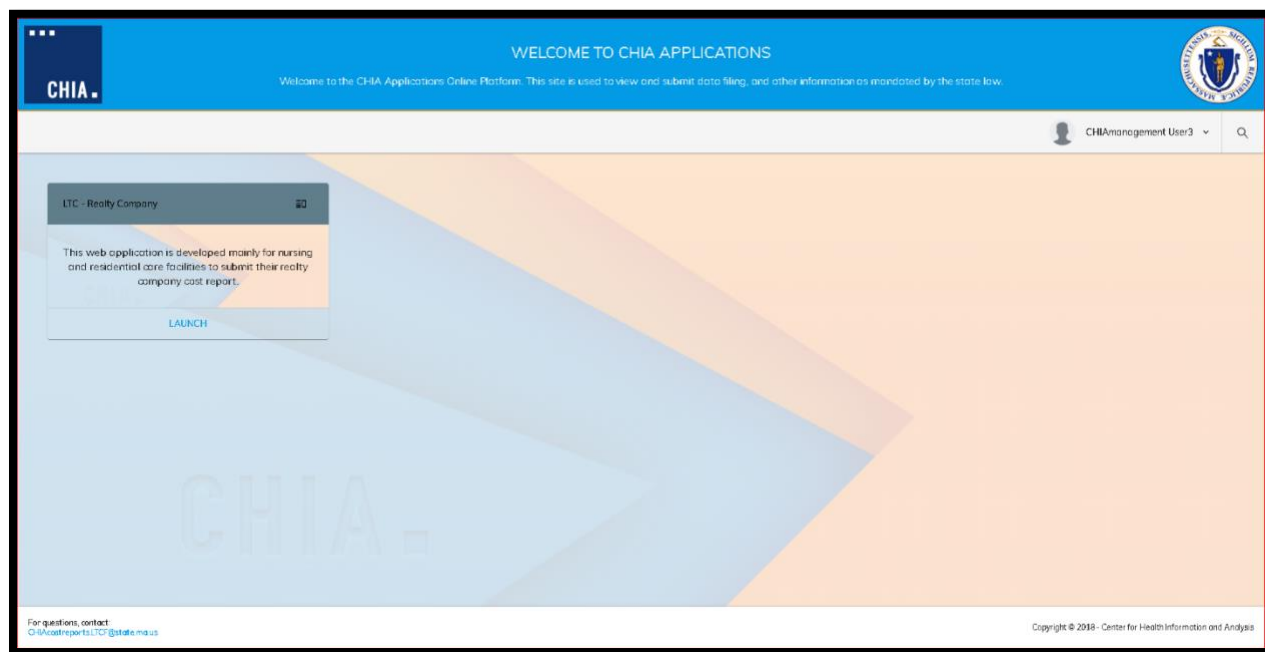 CHIA.
WELCOME TO CHIA APPLICATIONS
Welcome to the CHIA Applications Online Platform. This site is used to view and submit data filing, and other information as mandated by the state law.
CHIAmanagement User3
LTC - Realty Company
This web application is developed mainly for nursing
and residential care facilities to submit their realty
company cost report.
LAUNCH
CHIA.
For questions, contact:
CHIAcostreports.LTCF@state.ma.us
Copyright © 2018 - Center for Health Information and Analysis